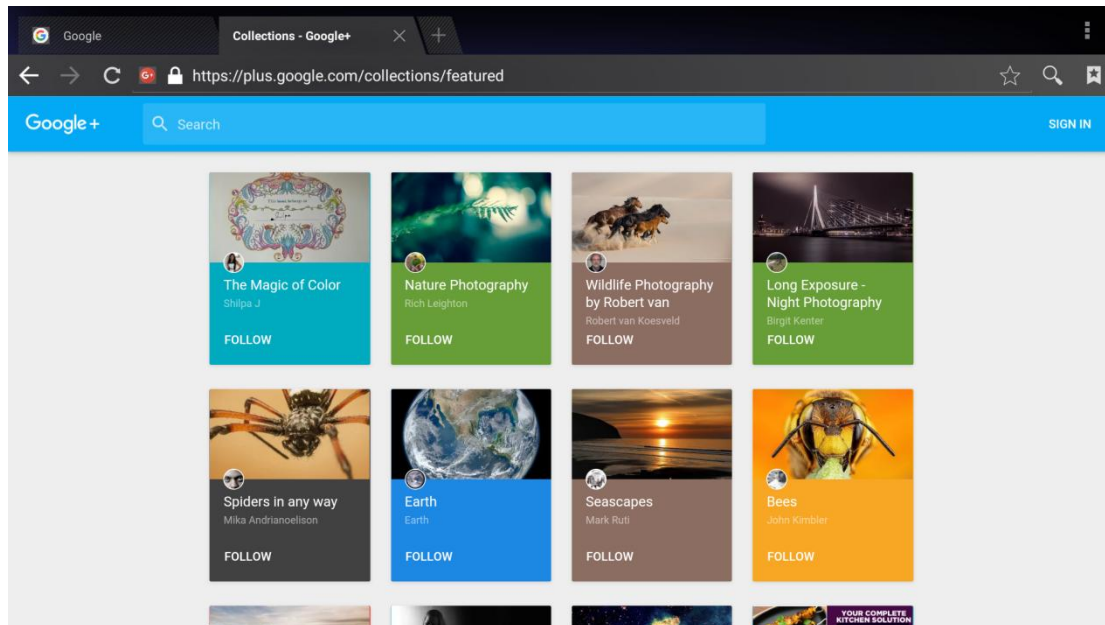 Google
Collections - Google+
https://plus.google.com/collections/featured
Google+
Search
SIGN IN
The Magic of Color
Shilpa J
FOLLOW
Nature Photography
Rich Leighton
FOLLOW
Wildlife Photography
by Robert van
Robert van Koesveld
FOLLOW
Long Exposure -
Night Photography
Birgit Kenter
FOLLOW
Spiders in any way
Mika Andrianoelison
FOLLOW
Earth
Earth
FOLLOW
Seascapes
Mark Ruti
FOLLOW
Bees
John Kimbler
FOLLOW
YOUR COMPLETE
KITCHEN SOLUTION